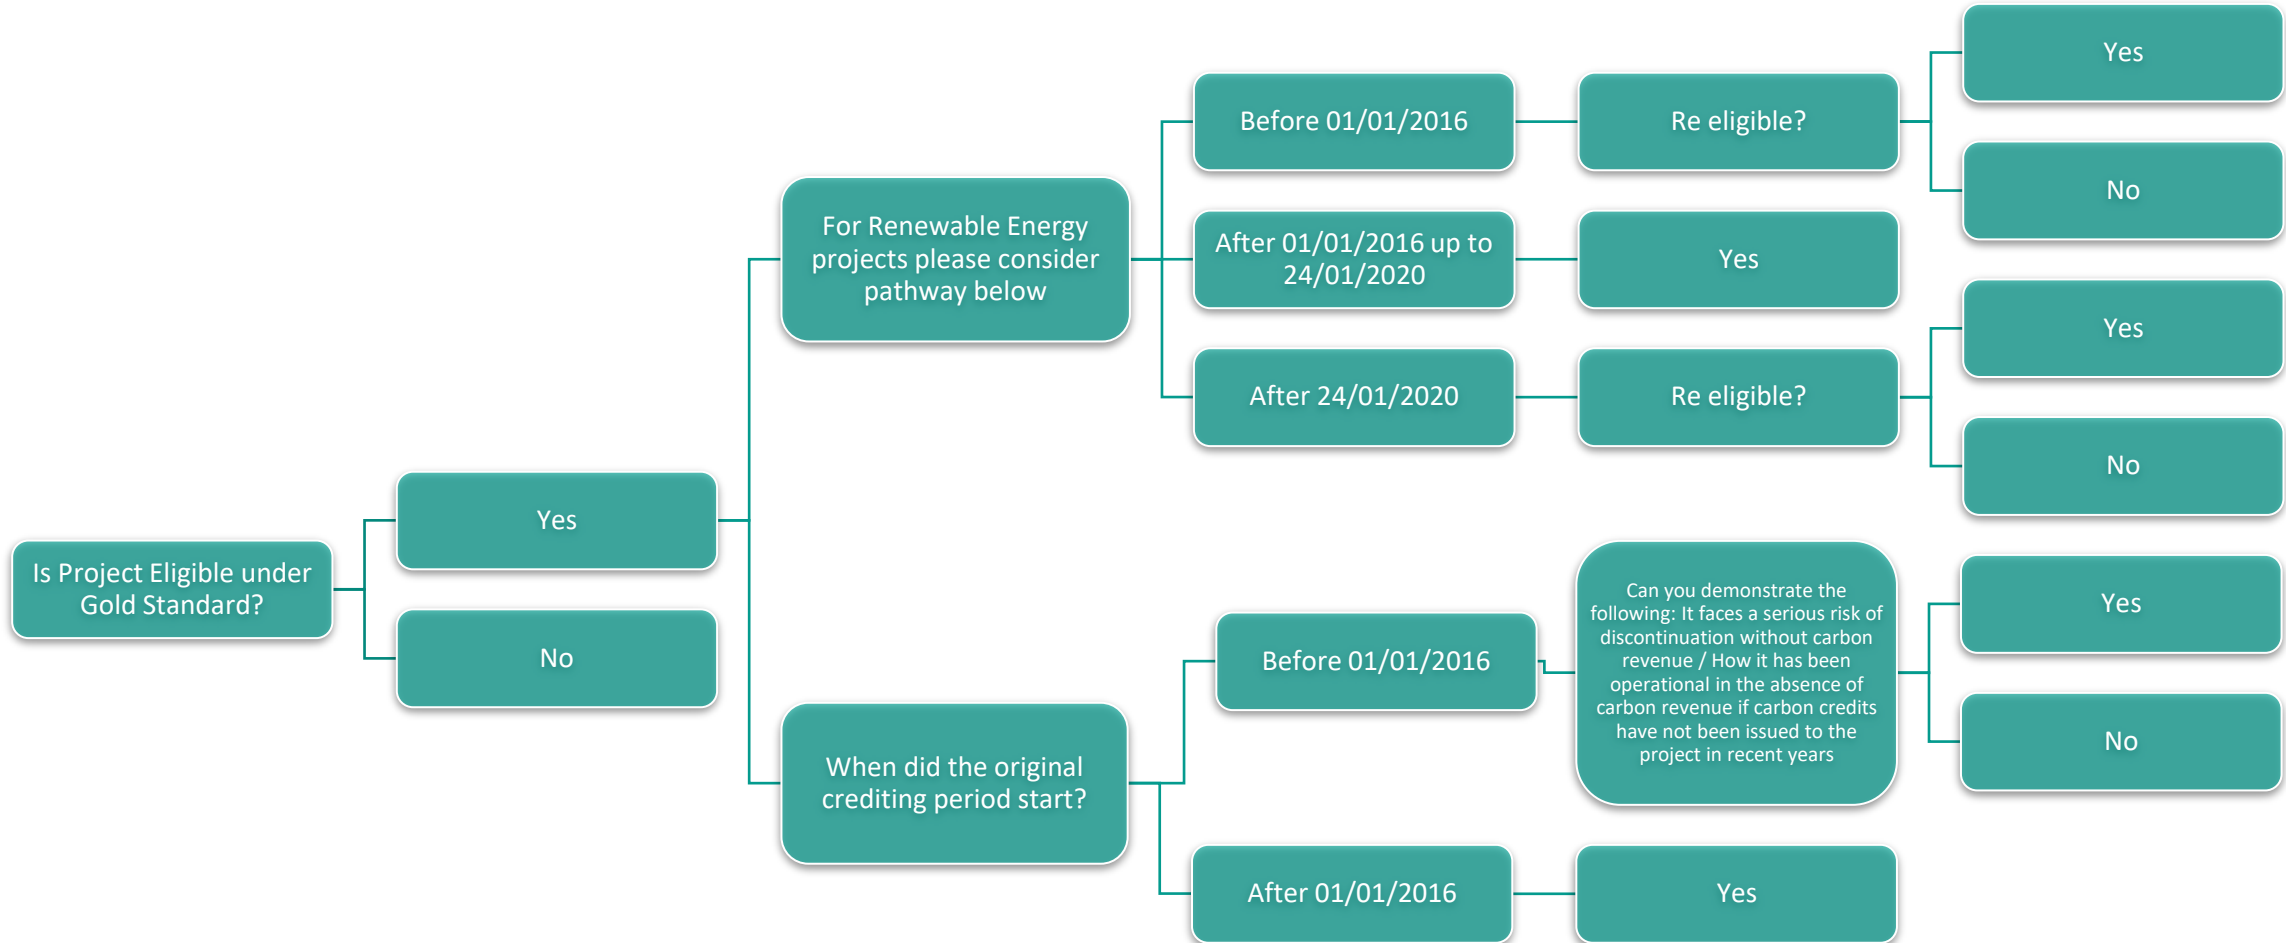 Is Project Eligible under
Gold Standard?
Yes
No
For Renewable Energy
projects please consider
pathway below
Before 01/01/2016
Re eligible?
Yes
No
After 01/01/2016 up to
24/01/2020
Yes
After 24/01/2020
Re eligible?
Yes
No
When did the original
crediting period start?
Before 01/01/2016
Can you demonstrate the
following: It faces a serious risk of
discontinuation without carbon
revenue / How it has been
operational in the absence of
carbon revenue if carbon credits
have not been issued to the
project in recent years
Yes
No
After 01/01/2016
Yes